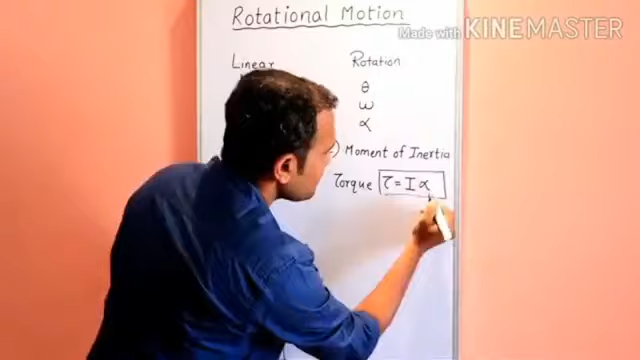 Rotational Motion
Made with KINEMASTER
Linear Rotation
θ
ω
α
) Moment of Inertia
Torque τ = I α